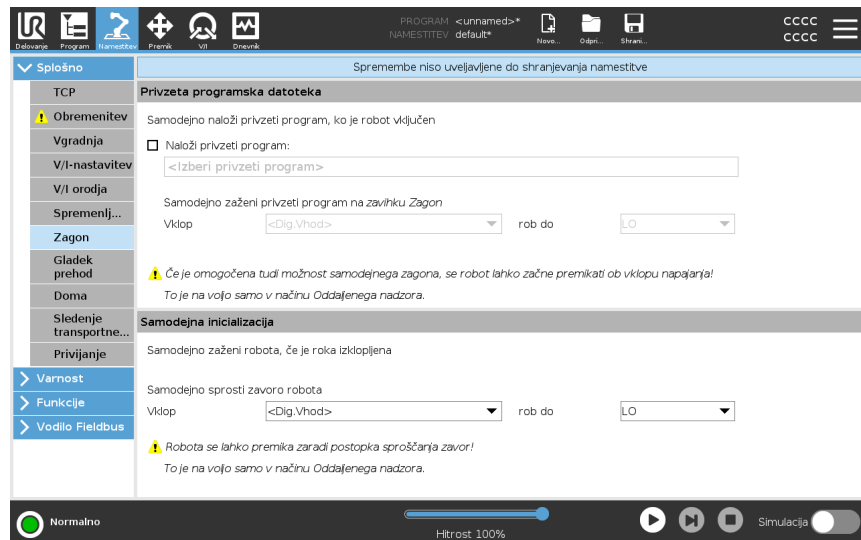 PROGRAM <unnamed>*
NAMESTITEV default*
CCCC
CCCC
Delovanje Program Namestitev Premik V/I Dnevnik Novo... Odpri... Shrani...
Splošno
TCP
Obremenitev
Vgradnja
V/I-nastavitev
V/I orodja
Spremenlj...
Zagon
Gladek
prehod
Doma
Sledenje
transportne...
Privijanje
Varnost
Funkcije
Vodilo Fieldbus
Spremembe niso uveljavljene do shranjevanja namestitve
Privzeta programska datoteka
Samodejno naloži privzeti program, ko je robot vključen
Naloži privzeti program:
<Izberi privzeti program>
Samodejno zaženi privzeti program na zavihku Zagon
Vklop <Dig.Vhod> rob do LO
Če je omogočena tudi možnost samodejnega zagona, se robot lahko začne premikati ob vklopu napajanja!
To je na voljo samo v načinu Oddaljenega nadzora.
Samodejna inicializacija
Samodejno zaženi robota, če je roka izklopljena
Samodejno sprosti zavoro robota
Vklop <Dig.Vhod> rob do LO
Robota se lahko premika zaradi postopka sproščanja zavor!
To je na voljo samo v načinu Oddaljenega nadzora.
Normalno
Hitrost 100%
Simulacija